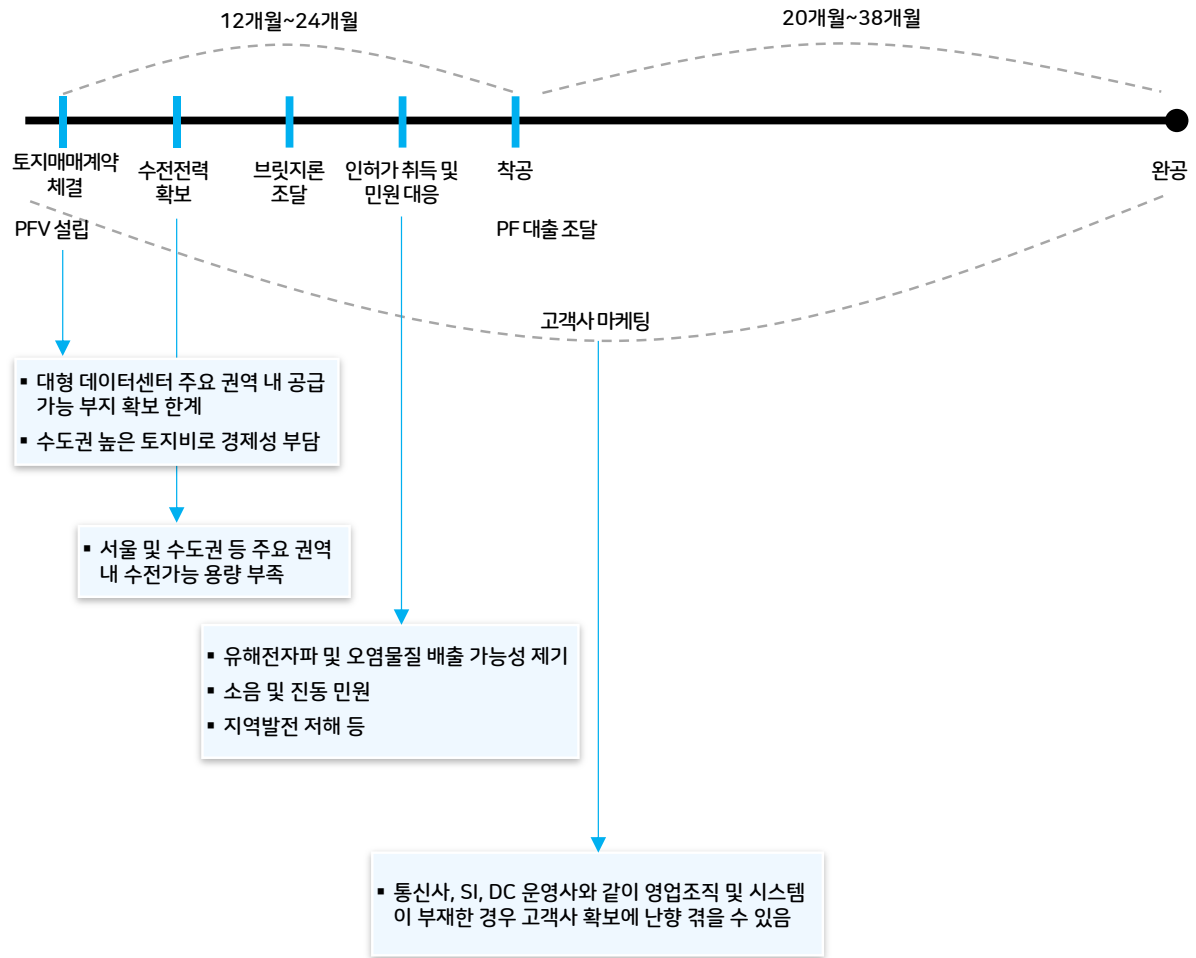 12개월~24개월
20개월~38개월
토지매매계약
체결
수전전력
확보
브릿지론
조달
인허가 취득 및
민원 대응
착공
완공
PFV 설립
PF 대출 조달
고객사 마케팅
▪ 대형 데이터센터 주요 권역 내 공급
가능 부지 확보 한계
▪ 수도권 높은 토지비로 경제성 부담
▪ 서울 및 수도권 등 주요 권역
내 수전가능 용량 부족
▪ 유해전자파 및 오염물질 배출 가능성 제기
▪ 소음 및 진동 민원
▪ 지역발전 저해 등
▪ 통신사, SI, DC 운영사와 같이 영업조직 및 시스템
이 부재한 경우 고객사 확보에 난항 겪을 수 있음